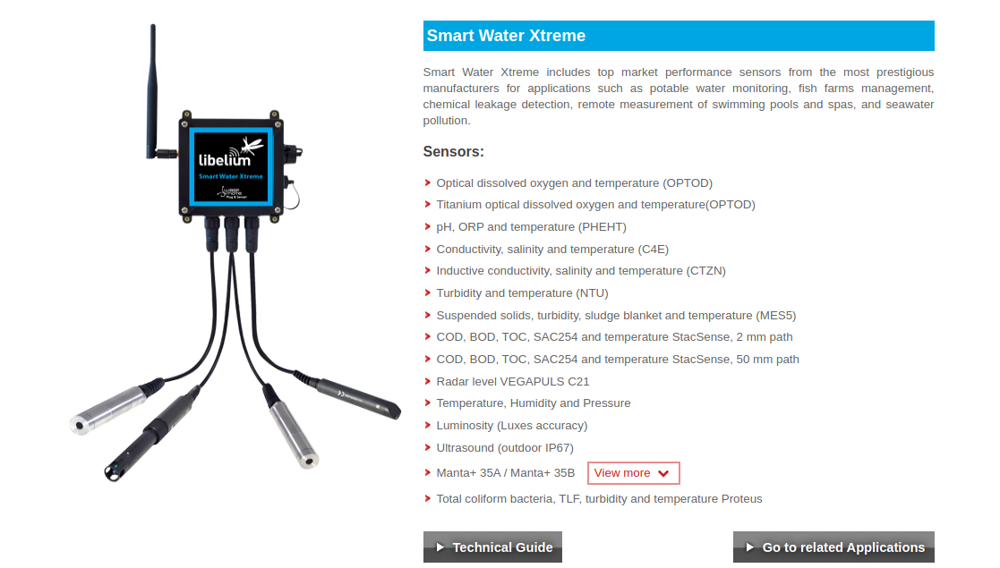 Smart Water Xtreme
Smart Water Xtreme includes top market performance sensors from the most prestigious
manufacturers for applications such as potable water monitoring, fish farms management,
chemical leakage detection, remote measurement of swimming pools and spas, and seawater
pollution.
Sensors:
Optical dissolved oxygen and temperature (OPTOD)
Titanium optical dissolved oxygen and temperature(OPTOD)
pH, ORP and temperature (PHEHT)
Conductivity, salinity and temperature (C4E)
Inductive conductivity, salinity and temperature (CTZN)
Turbidity and temperature (NTU)
Suspended solids, turbidity, sludge blanket and temperature (MES5)
COD, BOD, TOC, SAC254 and temperature StacSense, 2 mm path
COD, BOD, TOC, SAC254 and temperature StacSense, 50 mm path
Radar level VEGAPULS C21
Temperature, Humidity and Pressure
Luminosity (Luxes accuracy)
Ultrasound (outdoor IP67)
Manta+ 35A / Manta+ 35B View more
Total coliform bacteria, TLF, turbidity and temperature Proteus
Technical Guide
Go to related Applications
libelium
Smart Water Xtreme
Plug & Sense!